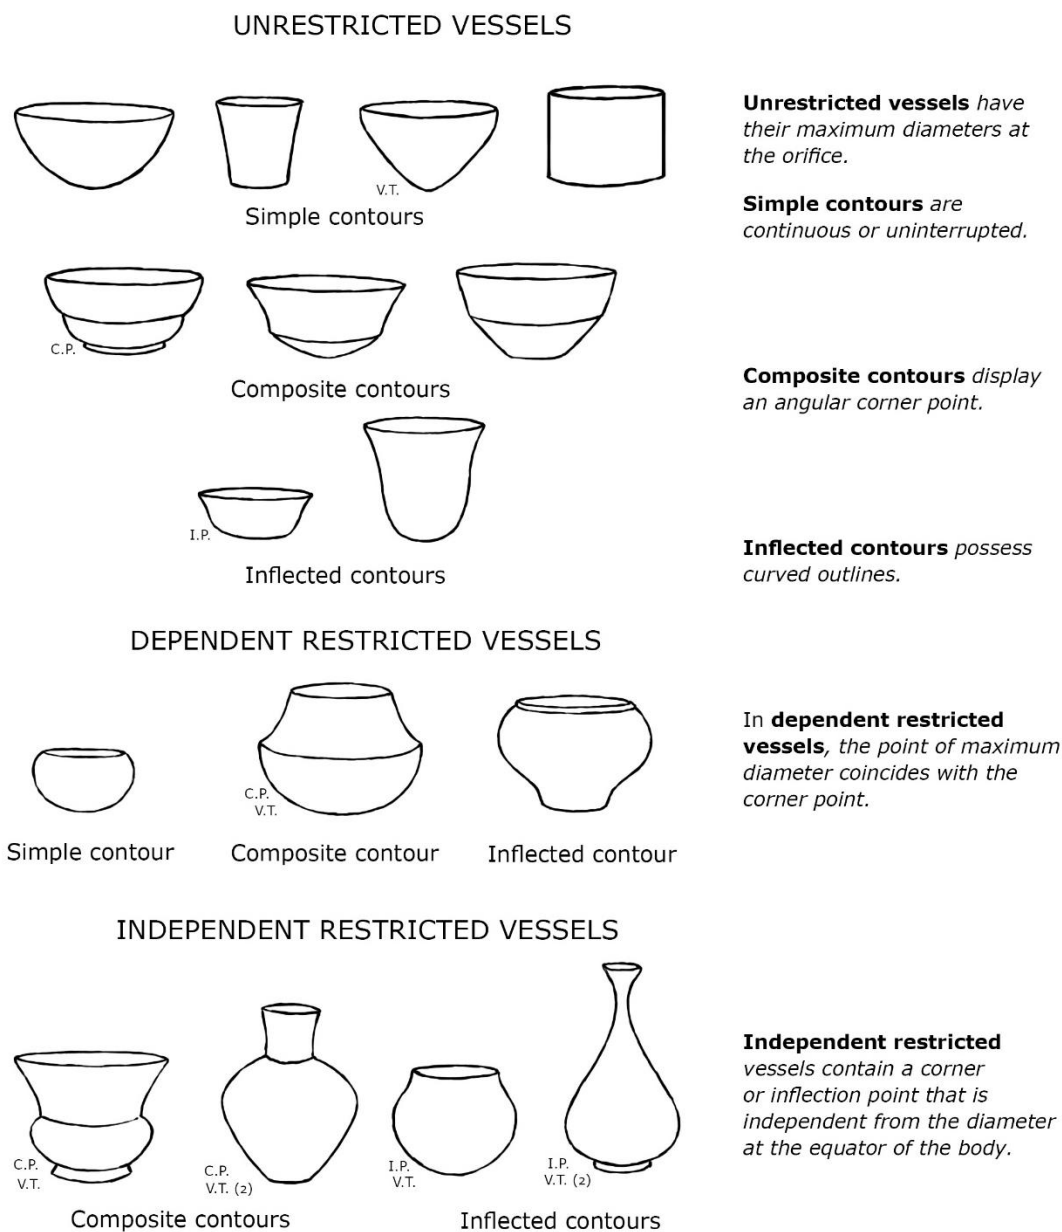 UNRESTRICTED VESSELS
V.T.
Simple contours
Unrestricted vessels have
their maximum diameters at
the orifice.
Simple contours are
continuous or uninterrupted.
C.P.
Composite contours
Composite contours display
an angular corner point.
I.P.
Inflected contours
Inflected contours possess
curved outlines.
DEPENDENT RESTRICTED VESSELS
C.P.
V.T.
Simple contour
Composite contour
Inflected contour
In dependent restricted
vessels, the point of maximum
diameter coincides with the
corner point.
INDEPENDENT RESTRICTED VESSELS
C.P.
V.T.
C.P.
V.T. (2)
I.P.
V.T.
I.P.
V.T. (2)
Composite contours
Inflected contours
Independent restricted
vessels contain a corner
or inflection point that is
independent from the diameter
at the equator of the body.